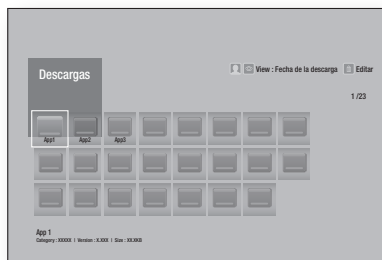 Descargas
View : Fecha de la descarga Editar
1 /23
App1 App2 App3
App 1
Category : XXXXX I Version : X.XXX I Size : XX.XKB